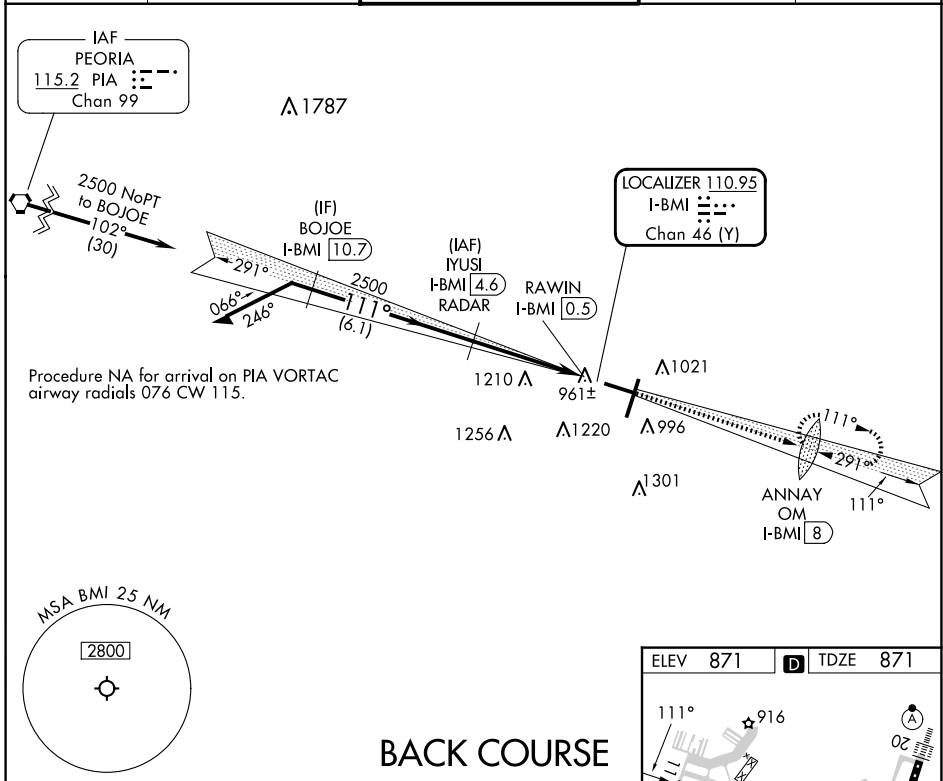 IAF
PEORIA
115.2 PIA
Chan 99
1787
2500 NoPT
to BOJOE
102°
(30)
(IF)
BOJOE
I-BMI 10.7
291°
066°
246°
2500
111°
(6.1)
(IAF)
IYUSI
I-BMI 4.6
RADAR
RAWIN
I-BMI 0.5
LOCALIZER 110.95
I-BMI
Chan 46 (Y)
Procedure NA for arrival on PIA VORTAC
airway radials 076 CW 115.
1210
961±
1021
1256
1220
996
1301
111°
291°
111°
ANNAY
OM
I-BMI 8
MSA BMI 25 NM
2800
BACK COURSE
ELEV 871 D TDZE 871
111°
916
A
20